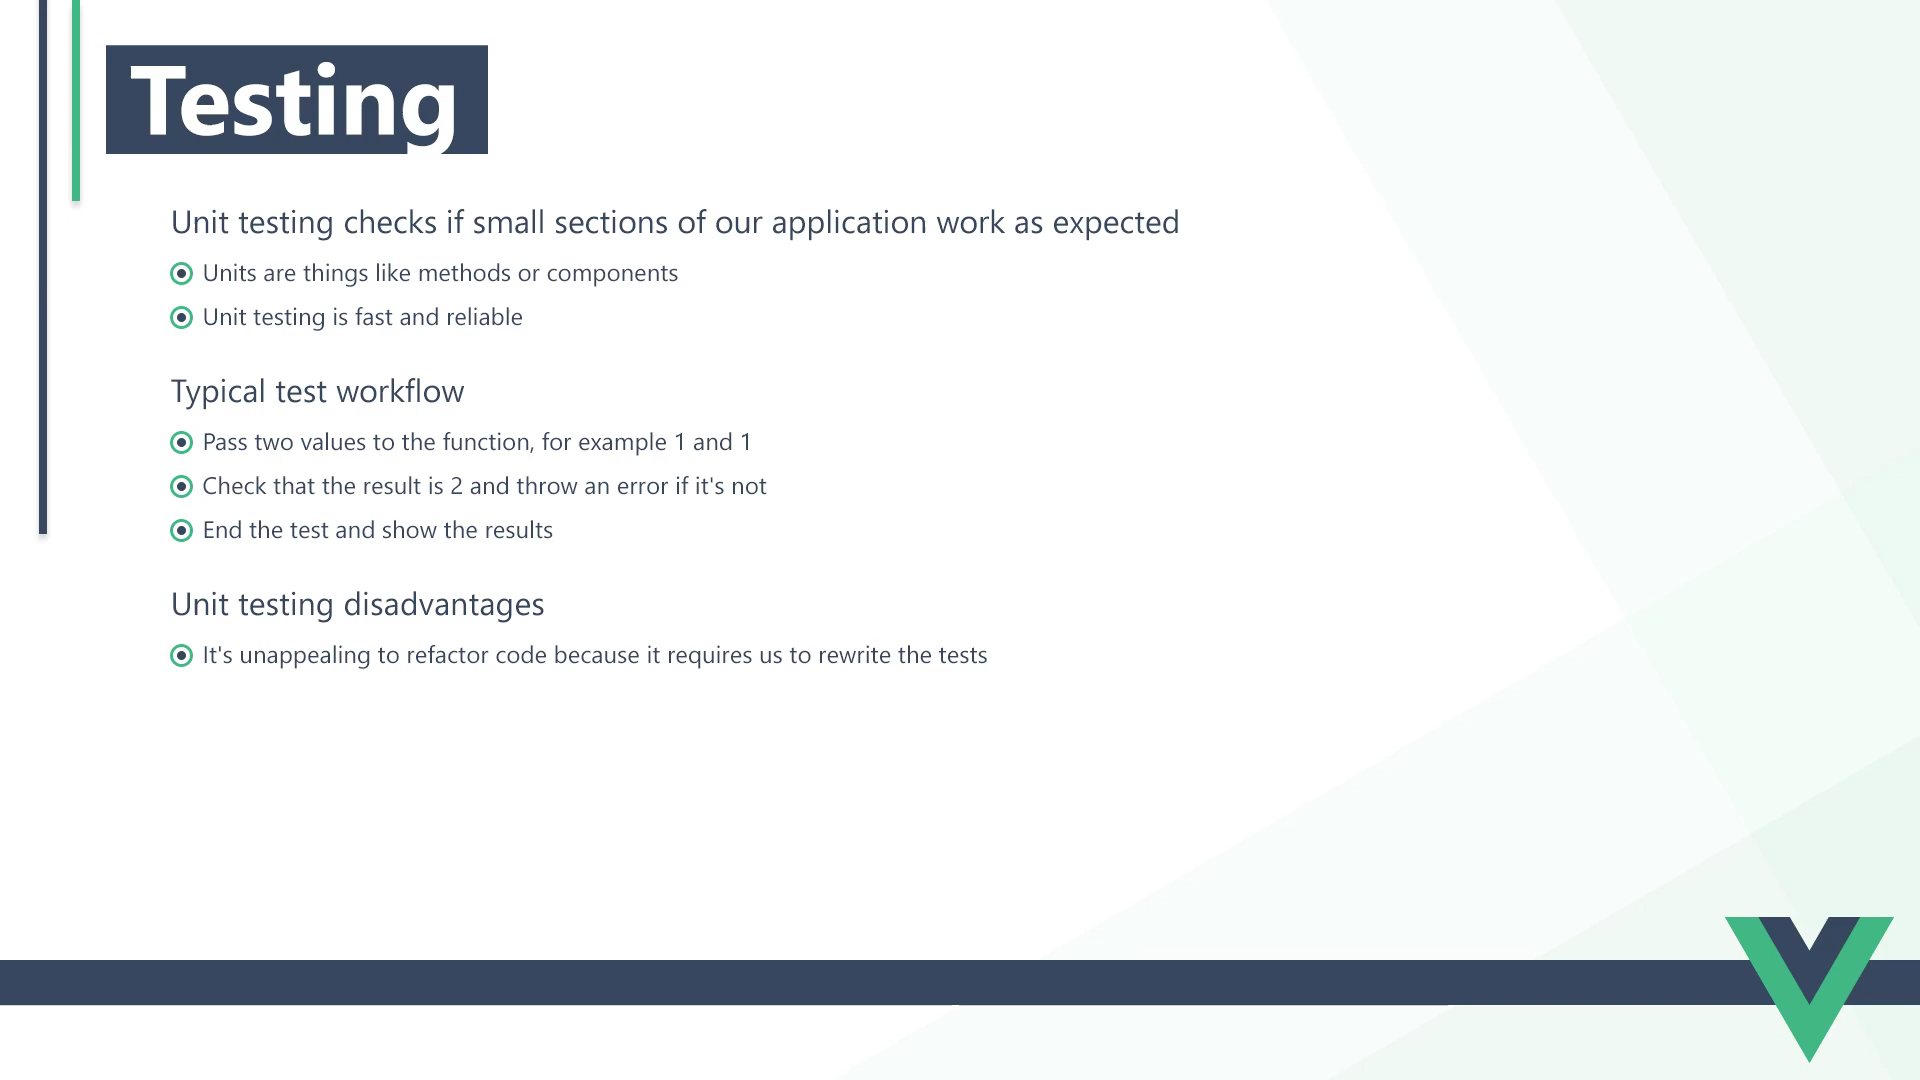 Testing
Unit testing checks if small sections of our application work as expected
Units are things like methods or components
Unit testing is fast and reliable
Typical test workflow
Pass two values to the function, for example 1 and 1
Check that the result is 2 and throw an error if it's not
End the test and show the results
Unit testing disadvantages
It's unappealing to refactor code because it requires us to rewrite the tests